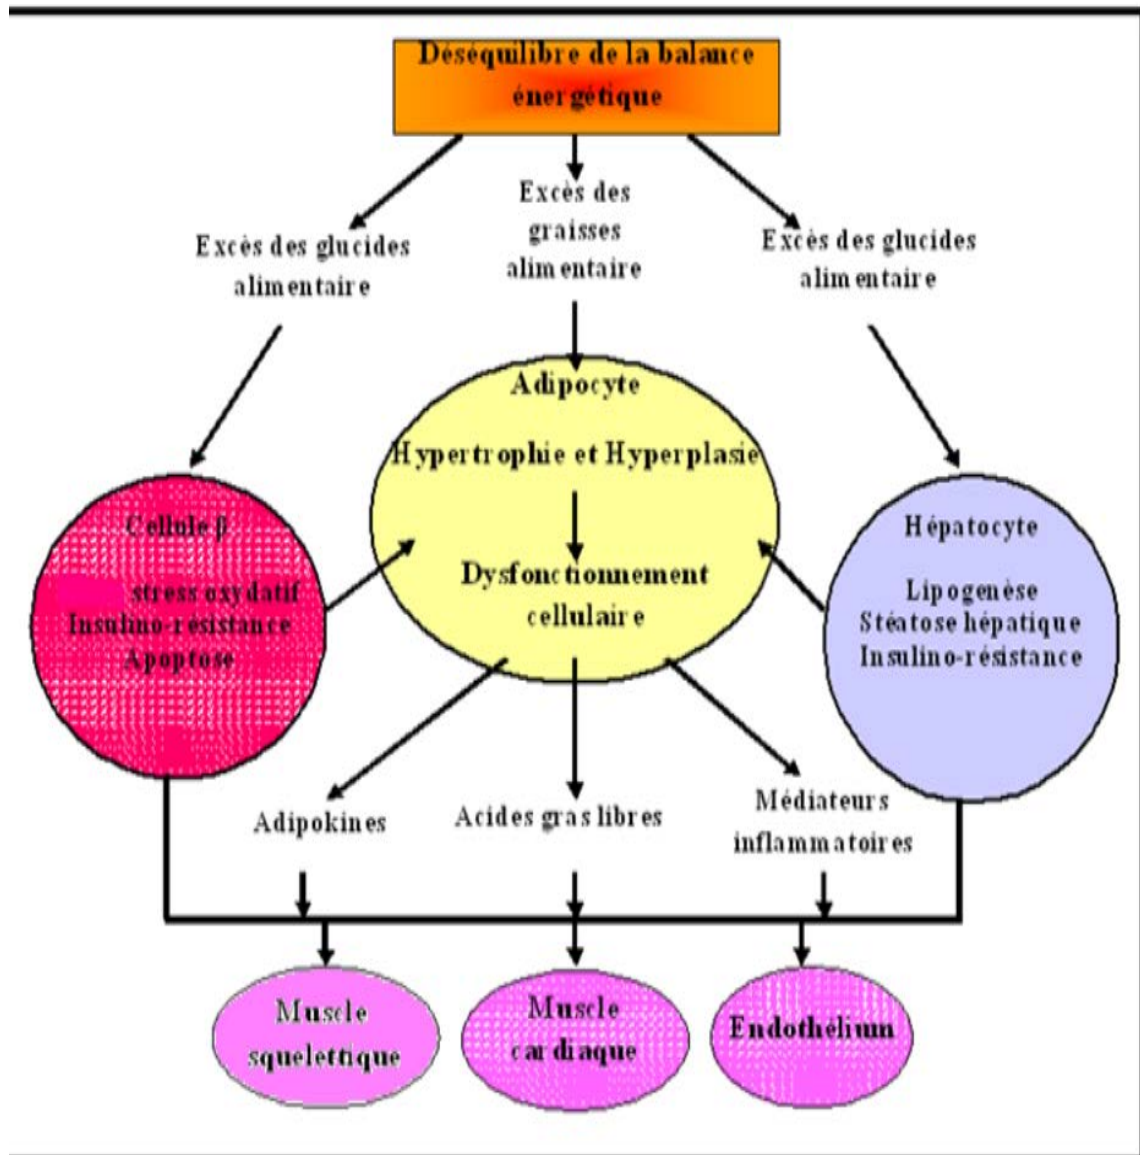 Déséquilibre de la balance
énergétique
Excès des
graisses
alimentaire
Excès des glucides
alimentaire
Excès des glucides
alimentaire
Adipocyte
Hypertrophie et Hyperplasie
Dysfonctionnement
cellulaire
Cellule β
stress oxydatif
Insulino-résistance
Apoptose
Hépatocyte
Lipogenèse
Stéatose hépatique
Insulino-résistance
Adipokines
Acides gras libres
Médiateurs
inflammatoires
Muscle
squelettique
Muscle
cardiaque
Endothélium